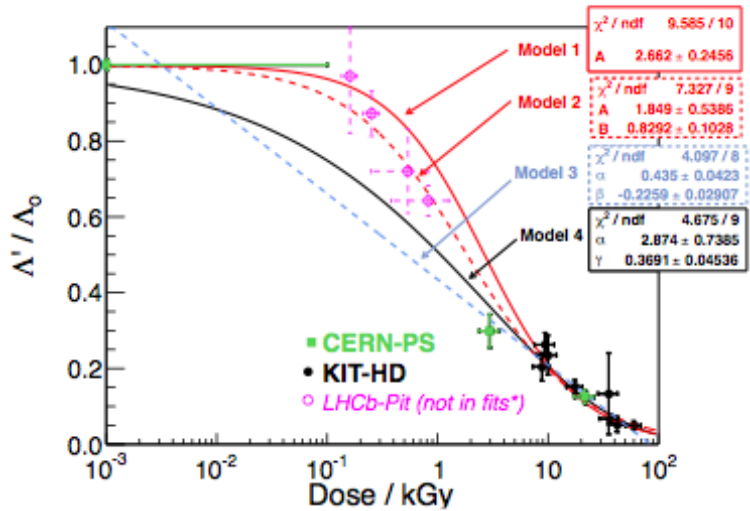 Λ' / Λ₀
1.0
0.8
0.6
0.4
0.2
0.0
10⁻³
10⁻²
10⁻¹
1
10
10²
Dose / kGy
Model 1
Model 2
Model 3
Model 4
CERN-PS
KIT-HD
LHCb-Pit (not in fits*)
χ² / ndf 9.585 / 10
A 2.662 ± 0.2456
χ² / ndf 7.327 / 9
A 1.849 ± 0.5386
B 0.8292 ± 0.1028
χ² / ndf 4.097 / 8
α 0.435 ± 0.0423
β -0.2259 ± 0.02907
χ² / ndf 4.675 / 9
α 2.874 ± 0.7385
γ 0.3691 ± 0.04536